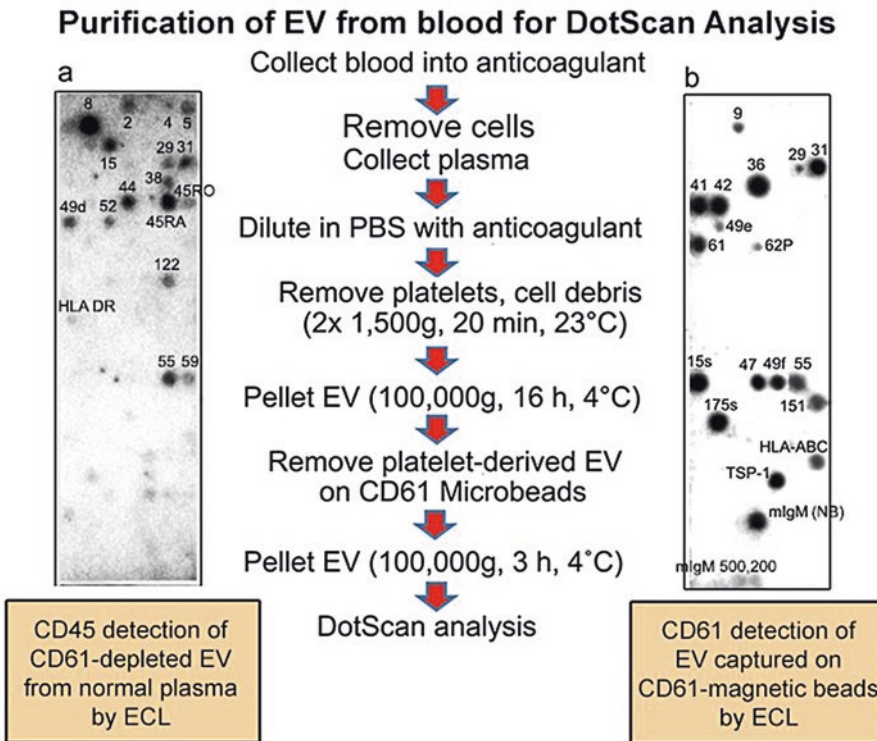 Purification of EV from blood for DotScan Analysis
a
8
2
4
5
15
29
31
38
44
45RO
49d
52
45RA
122
HLA DR
55
59
CD45 detection of
CD61-depleted EV
from normal plasma
by ECL
Collect blood into anticoagulant
Remove cells
Collect plasma
Dilute in PBS with anticoagulant
Remove platelets, cell debris
(2x 1,500g, 20 min, 23°C)
Pellet EV (100,000g, 16 h, 4°C)
Remove platelet-derived EV
on CD61 Microbeads
Pellet EV (100,000g, 3 h, 4˚C)
DotScan analysis
b
9
36
29
31
41
42
49e
61
62P
15s
47
49f
55
151
175s
HLA-ABC
TSP-1
mIgM (NB)
mIgM 500,200
CD61 detection of
EV captured on
CD61-magnetic beads
by ECL